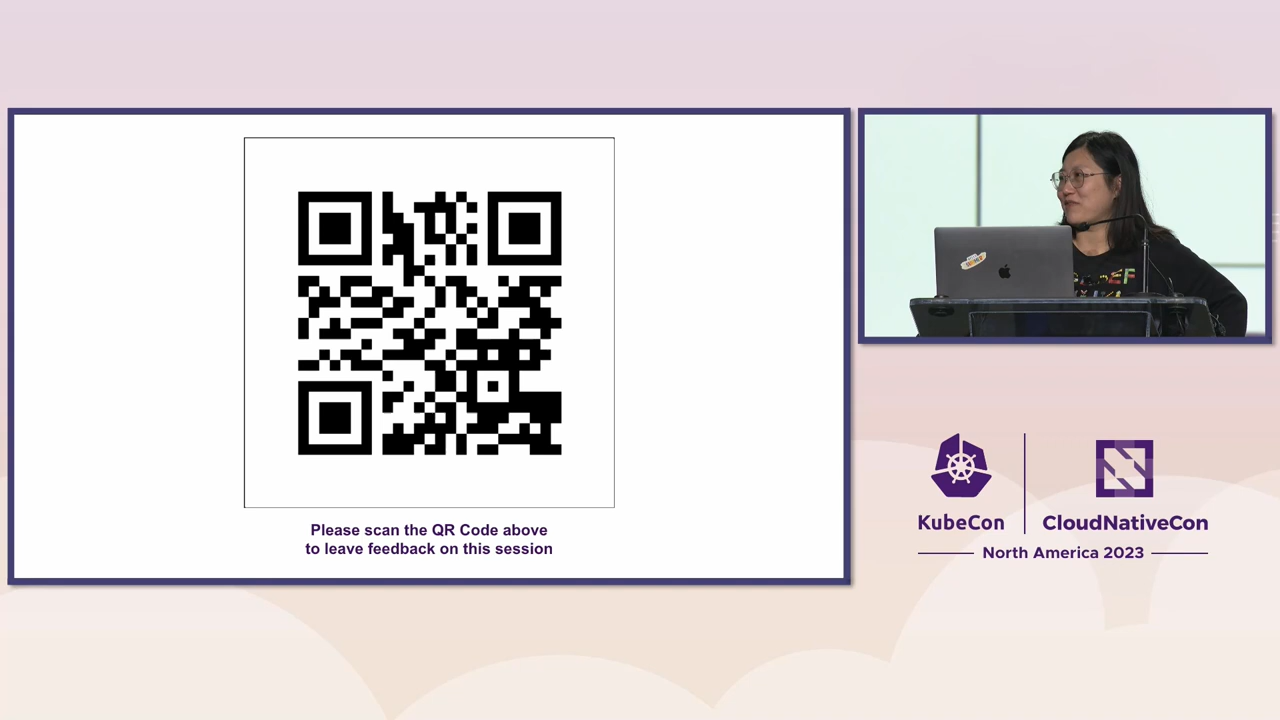 Please scan the QR Code above
to leave feedback on this session
KubeCon
CloudNativeCon
North America 2023